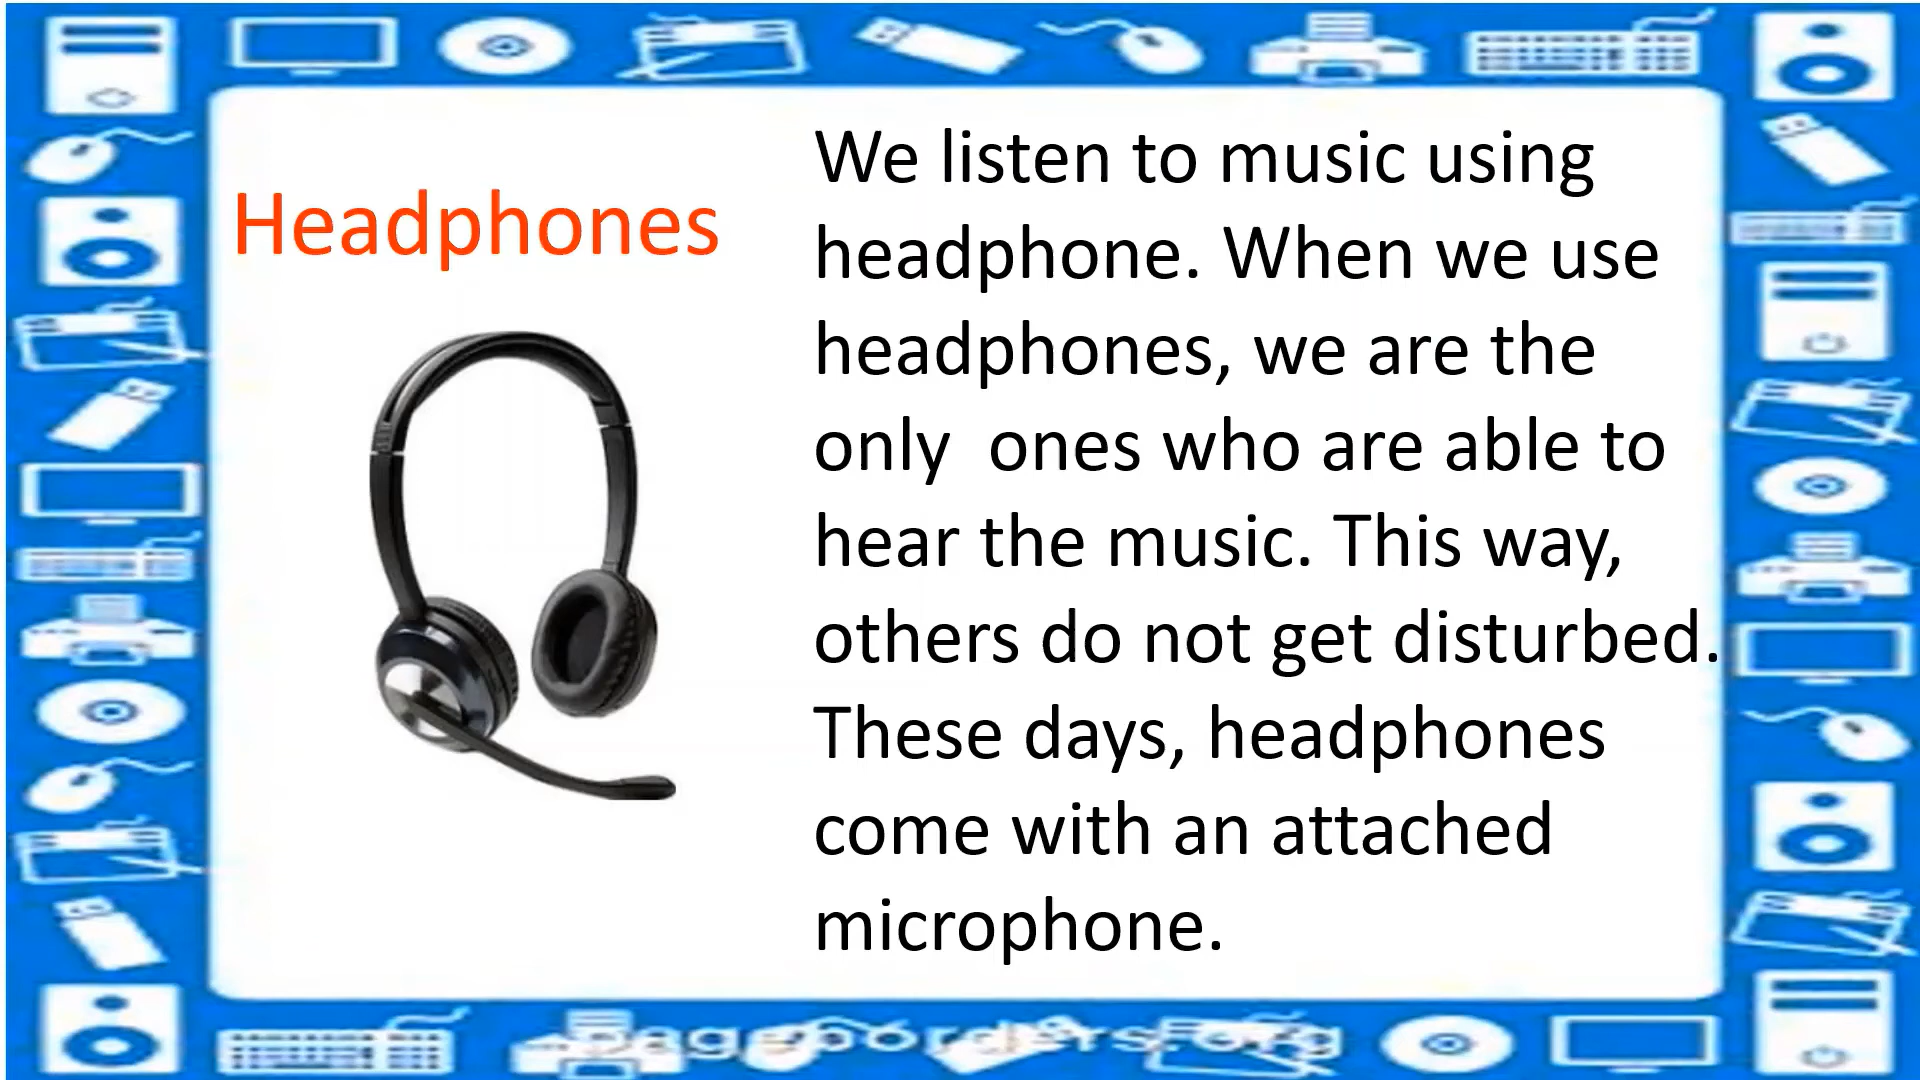 Headphones
We listen to music using
headphone. When we use
headphones, we are the
only  ones who are able to
hear the music. This way,
others do not get disturbed.
These days, headphones
come with an attached
microphone.
pageborders.org